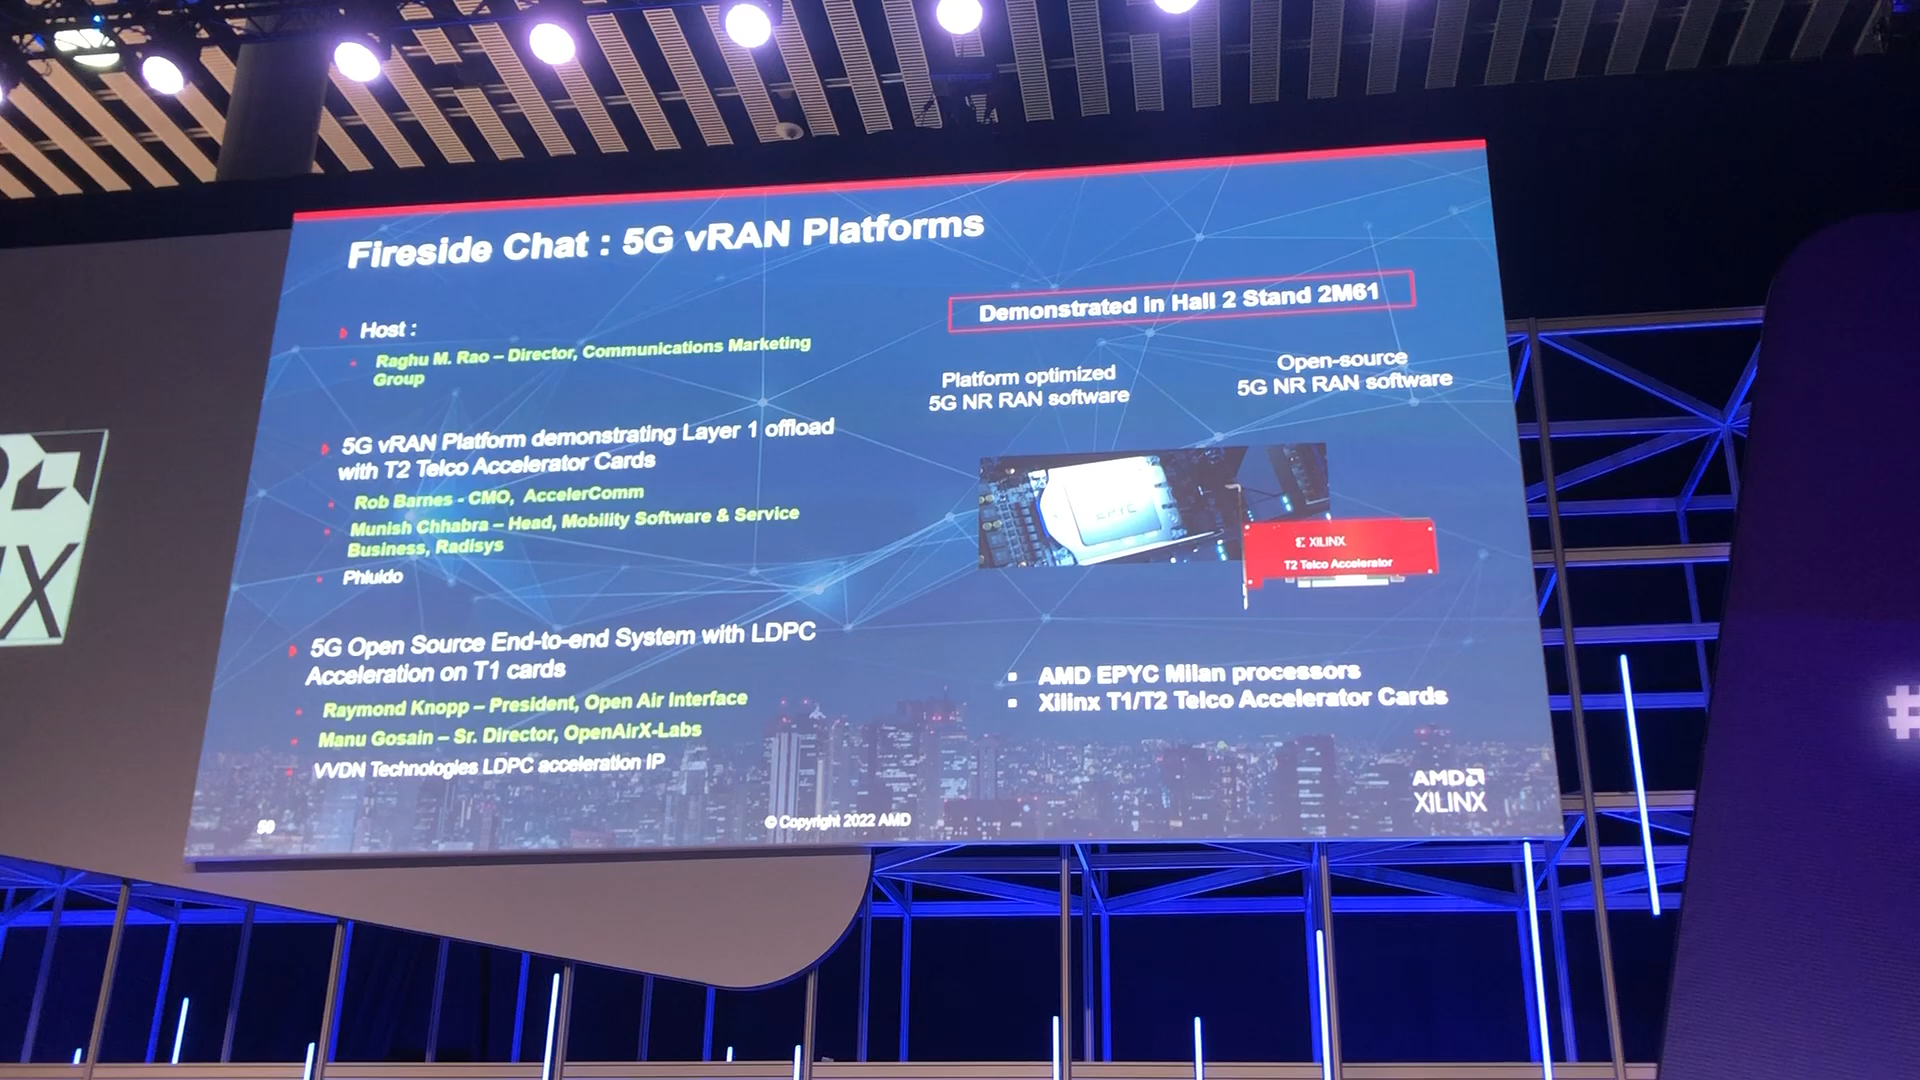 Fireside Chat : 5G vRAN Platforms
Host :
Raghu M. Rao – Director, Communications Marketing
Group
5G vRAN Platform demonstrating Layer 1 offload
with T2 Telco Accelerator Cards
Rob Barnes - CMO, AccelerComm
Munish Chhabra – Head, Mobility Software & Service
Business, Radisys
Phluido
5G Open Source End-to-end System with LDPC
Acceleration on T1 cards
Raymond Knopp – President, Open Air Interface
Manu Gosain – Sr. Director, OpenAirX-Labs
VVDN Technologies LDPC acceleration IP
Demonstrated in Hall 2 Stand 2M61
Platform optimized
5G NR RAN software
Open-source
5G NR RAN software
EPYC
XILINX
T2 Telco Accelerator
AMD EPYC Milan processors
Xilinx T1/T2 Telco Accelerator Cards
AMD
XILINX
© Copyright 2022 AMD
NX
#